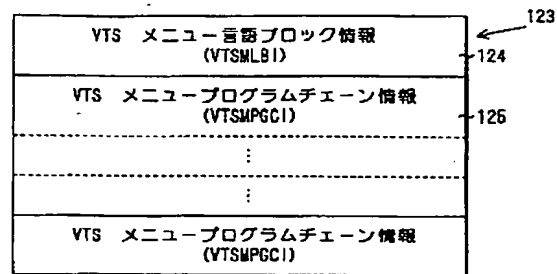 123
VTS メニュー言語ブロック情報
(VTSMLBI)
124
VTS メニュープログラムチェーン情報
(VTSMPGCI)
126
⋮
⋮
VTS メニュープログラムチェーン情報
(VTSMPGCI)